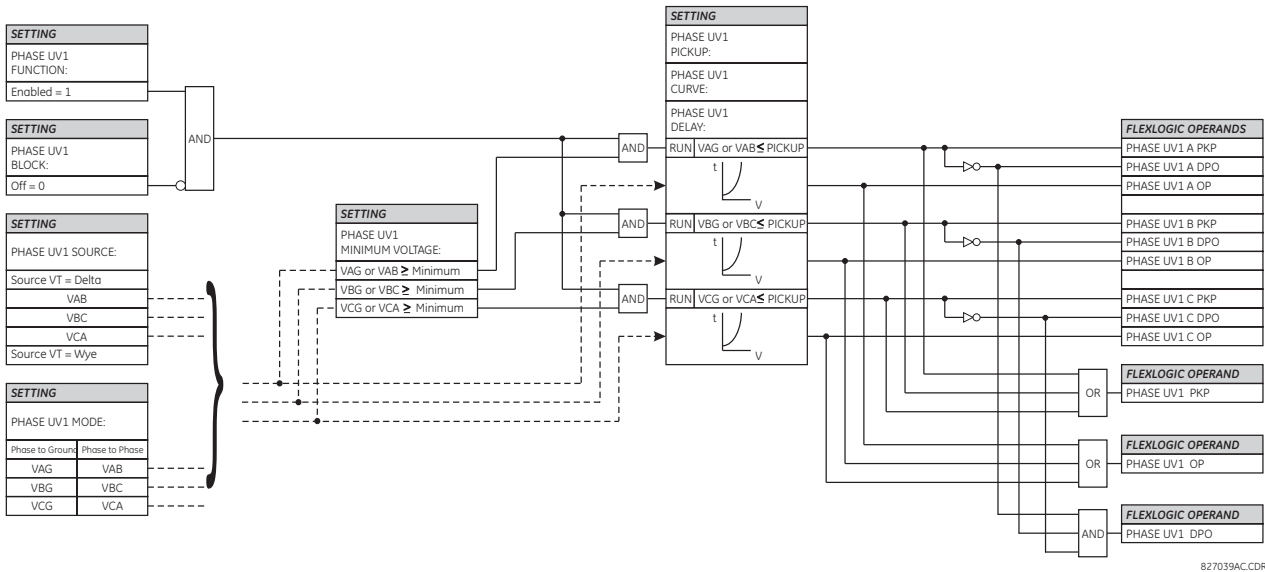 SETTING
PHASE UV1
FUNCTION:
Enabled = 1
SETTING
PHASE UV1
BLOCK:
Off = 0
AND
SETTING
PHASE UV1 SOURCE:
Source VT = Delta
VAB
VBC
VCA
Source VT = Wye
SETTING
PHASE UV1 MODE:
Phase to Ground Phase to Phase
VAG VAB
VBG VBC
VCG VCA
SETTING
PHASE UV1
MINIMUM VOLTAGE:
VAG or VAB ≥ Minimum
VBG or VBC ≥ Minimum
VCG or VCA ≥ Minimum
AND
AND
AND
SETTING
PHASE UV1
PICKUP:
PHASE UV1
CURVE:
PHASE UV1
DELAY:
RUN VAG or VAB ≤ PICKUP
t
V
RUN VBG or VBC ≤ PICKUP
t
V
RUN VCG or VCA ≤ PICKUP
t
V
FLEXLOGIC OPERANDS
PHASE UV1 A PKP
PHASE UV1 A DPO
PHASE UV1 A OP
PHASE UV1 B PKP
PHASE UV1 B DPO
PHASE UV1 B OP
PHASE UV1 C PKP
PHASE UV1 C DPO
PHASE UV1 C OP
OR
FLEXLOGIC OPERAND
PHASE UV1 PKP
OR
FLEXLOGIC OPERAND
PHASE UV1 OP
AND
FLEXLOGIC OPERAND
PHASE UV1 DPO
827039AC.CDR